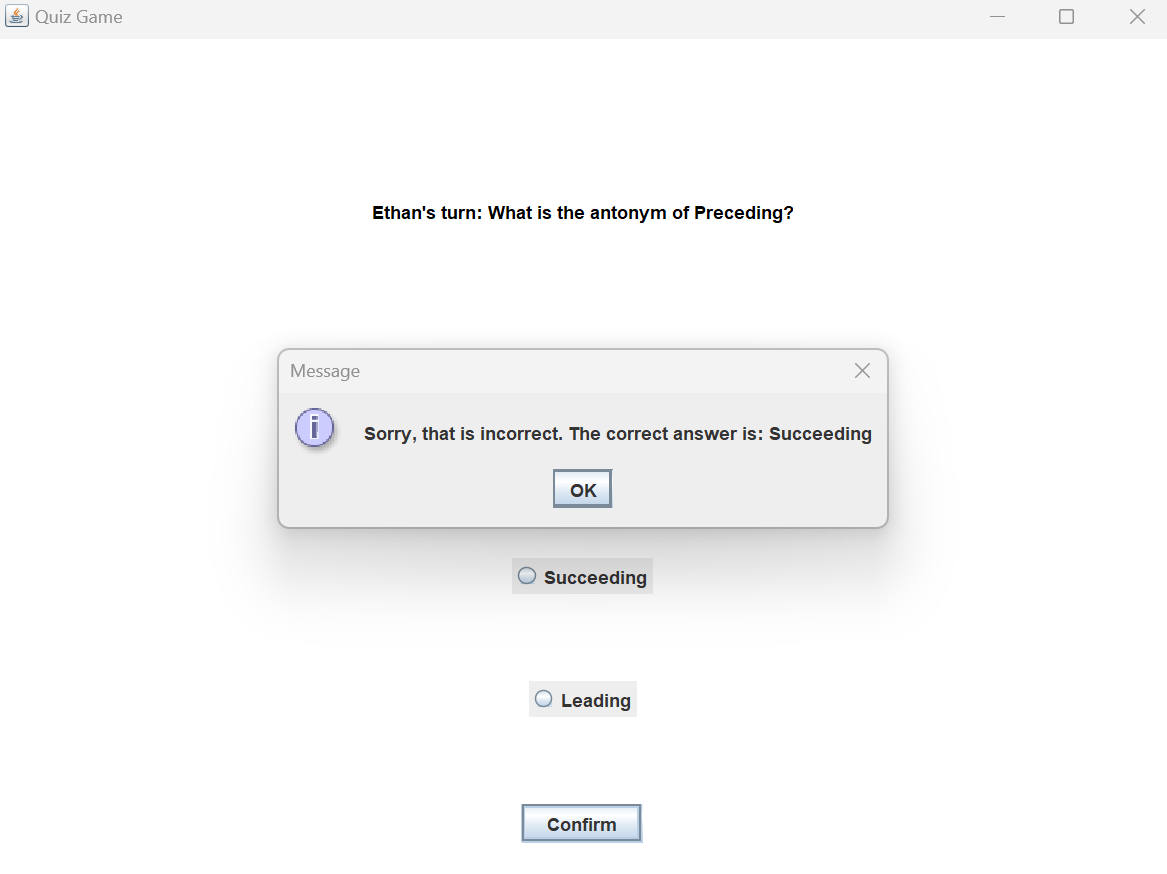 Quiz Game
Ethan's turn: What is the antonym of Preceding?
Message
Sorry, that is incorrect. The correct answer is: Succeeding
OK
Succeeding
Leading
Confirm